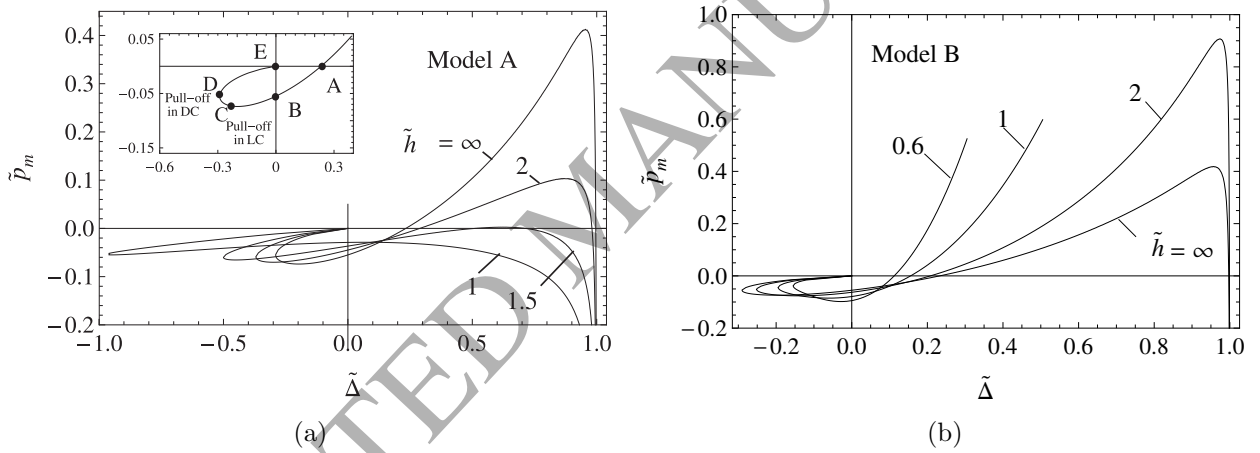 Model A
0.4
0.3
0.2
0.1
0.0
−0.1
−0.2
p̃m
0.05
−0.05
−0.15
−0.6
−0.3
0
0.3
E
D
Pull-off
in DC
C
B
A
Pull-off
in LC
h̃ = ∞
2
1
1.5
−1.0
−0.5
0.0
0.5
1.0
Δ̃
(a)
Model B
1.0
0.8
0.6
0.4
0.2
0.0
−0.2
p̃m
0.6
1
2
h̃ = ∞
−0.2
0.0
0.2
0.4
0.6
0.8
1.0
Δ̃
(b)
TED MANU